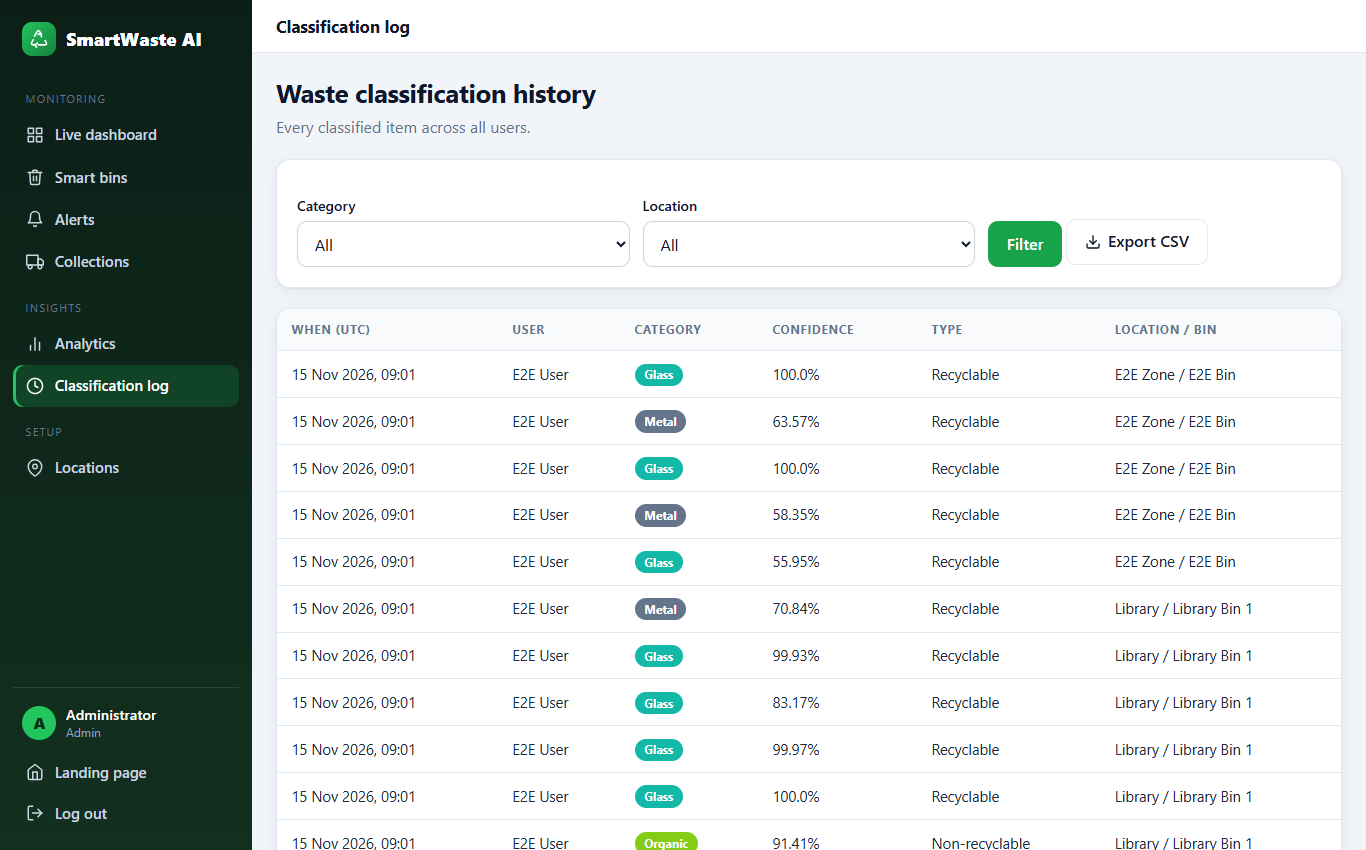 SmartWaste AI
MONITORING
Live dashboard
Smart bins
Alerts
Collections
INSIGHTS
Analytics
Classification log
SETUP
Locations
A
Administrator
Admin
Landing page
Log out
Classification log
Waste classification history
Every classified item across all users.
Category
Location
All
All
Filter
Export CSV
WHEN (UTC) USER CATEGORY CONFIDENCE TYPE LOCATION / BIN
15 Nov 2026, 09:01 E2E User Glass 100.0% Recyclable E2E Zone / E2E Bin
15 Nov 2026, 09:01 E2E User Metal 63.57% Recyclable E2E Zone / E2E Bin
15 Nov 2026, 09:01 E2E User Glass 100.0% Recyclable E2E Zone / E2E Bin
15 Nov 2026, 09:01 E2E User Metal 58.35% Recyclable E2E Zone / E2E Bin
15 Nov 2026, 09:01 E2E User Glass 55.95% Recyclable E2E Zone / E2E Bin
15 Nov 2026, 09:01 E2E User Metal 70.84% Recyclable Library / Library Bin 1
15 Nov 2026, 09:01 E2E User Glass 99.93% Recyclable Library / Library Bin 1
15 Nov 2026, 09:01 E2E User Glass 83.17% Recyclable Library / Library Bin 1
15 Nov 2026, 09:01 E2E User Glass 99.97% Recyclable Library / Library Bin 1
15 Nov 2026, 09:01 E2E User Glass 100.0% Recyclable Library / Library Bin 1
15 Nov 2026, 09:01 E2E User Organic 91.41% Non-recyclable Library / Library Bin 1